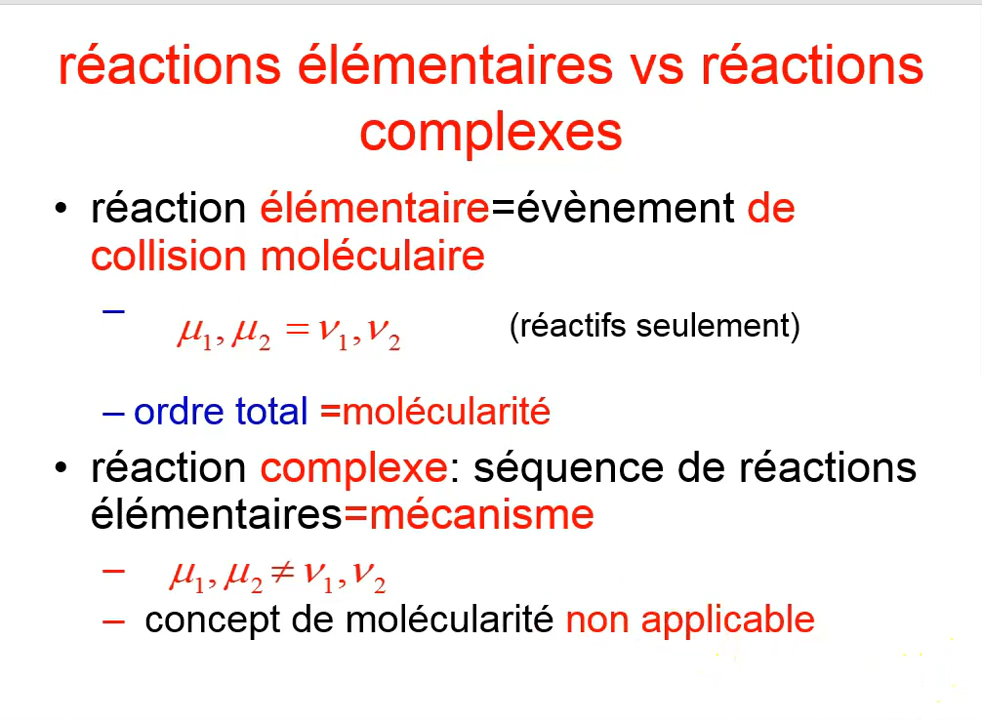 réactions élémentaires vs réactions
complexes
• réaction élémentaire=évènement de
collision moléculaire
– μ₁, μ₂ = ν₁, ν₂ (réactifs seulement)
– ordre total =molécularité
• réaction complexe: séquence de réactions
élémentaires=mécanisme
– μ₁, μ₂ ≠ ν₁, ν₂
– concept de molécularité non applicable